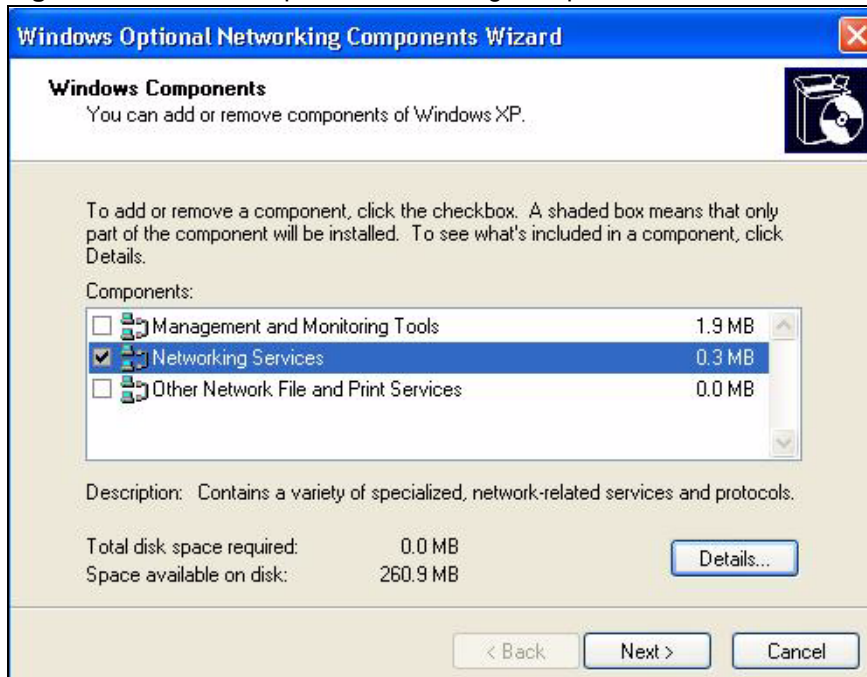 Windows Optional Networking Components Wizard
Windows Components
You can add or remove components of Windows XP.
To add or remove a component, click the checkbox. A shaded box means that only
part of the component will be installed. To see what's included in a component, click
Details.
Components:
Management and Monitoring Tools 1.9 MB
Networking Services 0.3 MB
Other Network File and Print Services 0.0 MB
Description: Contains a variety of specialized, network-related services and protocols.
Total disk space required: 0.0 MB
Space available on disk: 260.9 MB
Details...
< Back Next > Cancel